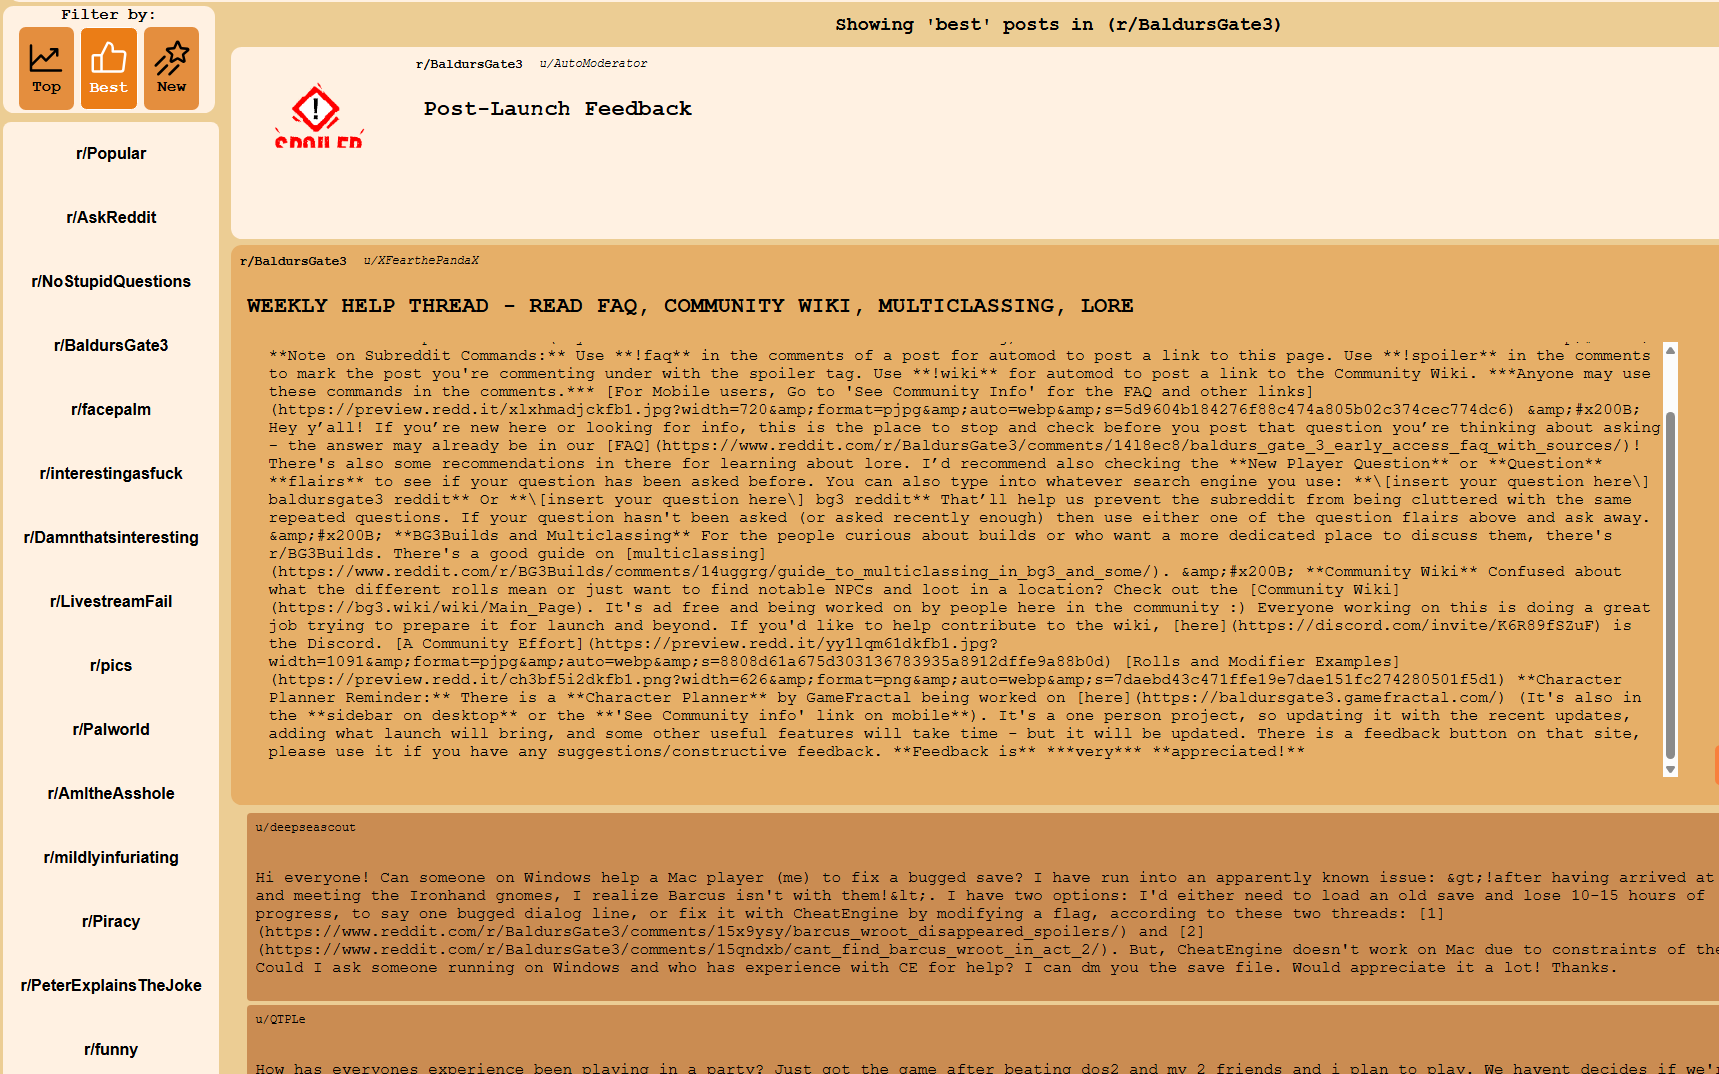 Filter by:
Top
Best
New
r/Popular
r/AskReddit
r/NoStupidQuestions
r/BaldursGate3
r/facepalm
r/interestingasfuck
r/Damnthatsinteresting
r/LivestreamFail
r/pics
r/Palworld
r/AmItheAsshole
r/mildlyinfuriating
r/Piracy
r/PeterExplainsTheJoke
r/funny
Showing 'best' posts in (r/BaldursGate3)
r/BaldursGate3 u/AutoModerator
SPOILER
Post-Launch Feedback
r/BaldursGate3 u/XFearthePandaX
WEEKLY HELP THREAD - READ FAQ, COMMUNITY WIKI, MULTICLASSING, LORE
**Note on Subreddit Commands:** Use **!faq** in the comments of a post for automod to post a link to this page. Use **!spoiler** in the comments
to mark the post you're commenting under with the spoiler tag. Use **!wiki** for automod to post a link to the Community Wiki. ***Anyone may use
these commands in the comments.*** [For Mobile users, Go to 'See Community Info' for the FAQ and other links]
(https://preview.redd.it/xlxhmadjckfb1.jpg?width=720&amp;format=pjpg&amp;auto=webp&amp;s=5d9604b184276f88c474a805b02c374cec774dc6) &amp;#x200B;
Hey y’all! If you’re new here or looking for info, this is the place to stop and check before you post that question you’re thinking about asking
- the answer may already be in our [FAQ](https://www.reddit.com/r/BaldursGate3/comments/14l8ec8/baldurs_gate_3_early_access_faq_with_sources/)!
There's also some recommendations in there for learning about lore. I’d recommend also checking the **New Player Question** or **Question**
**flairs** to see if your question has been asked before. You can also type into whatever search engine you use: **\[insert your question here\]
baldursgate3 reddit** Or **\[insert your question here\] bg3 reddit** That’ll help us prevent the subreddit from being cluttered with the same
repeated questions. If your question hasn't been asked (or asked recently enough) then use either one of the question flairs above and ask away.
&amp;#x200B; **BG3Builds and Multiclassing** For the people curious about builds or who want a more dedicated place to discuss them, there's
r/BG3Builds. There's a good guide on [multiclassing]
(https://www.reddit.com/r/BG3Builds/comments/14uggrg/guide_to_multiclassing_in_bg3_and_some/). &amp;#x200B; **Community Wiki** Confused about
what the different rolls mean or just want to find notable NPCs and loot in a location? Check out the [Community Wiki]
(https://bg3.wiki/wiki/Main_Page). It's ad free and being worked on by people here in the community :) Everyone working on this is doing a great
job trying to prepare it for launch and beyond. If you'd like to help contribute to the wiki, [here](https://discord.com/invite/K6R89fSZuF) is
the Discord. [A Community Effort](https://preview.redd.it/yy1lqm61dkfb1.jpg?
width=1091&amp;format=pjpg&amp;auto=webp&amp;s=8808d61a675d303136783935a8912dffe9a88b0d) [Rolls and Modifier Examples]
(https://preview.redd.it/ch3bf5i2dkfb1.png?width=626&amp;format=png&amp;auto=webp&amp;s=7daebd43c471ffe19e7dae151fc274280501f5d1) **Character
Planner Reminder:** There is a **Character Planner** by GameFractal being worked on [here](https://baldursgate3.gamefractal.com/) (It's also in
the **sidebar on desktop** or the **'See Community info' link on mobile**). It's a one person project, so updating it with the recent updates,
adding what launch will bring, and some other useful features will take time - but it will be updated. There is a feedback button on that site,
please use it if you have any suggestions/constructive feedback. **Feedback is** ***very*** **appreciated!**
u/deepseascout
Hi everyone! Can someone on Windows help a Mac player (me) to fix a bugged save? I have run into an apparently known issue: &gt;!after having arrived at
and meeting the Ironhand gnomes, I realize Barcus isn't with them!&lt;. I have two options: I'd either need to load an old save and lose 10-15 hours of
progress, to say one bugged dialog line, or fix it with CheatEngine by modifying a flag, according to these two threads: [1]
(https://www.reddit.com/r/BaldursGate3/comments/15x9ysy/barcus_wroot_disappeared_spoilers/) and [2]
(https://www.reddit.com/r/BaldursGate3/comments/15qndxb/cant_find_barcus_wroot_in_act_2/). But, CheatEngine doesn't work on Mac due to constraints of the
Could I ask someone running on Windows and who has experience with CE for help? I can dm you the save file. Would appreciate it a lot! Thanks.
u/QTPLe
How has everyones experience been playing in a party? Just got the game after beating dos2 and my 2 friends and i plan to play. We havent decides if we'r